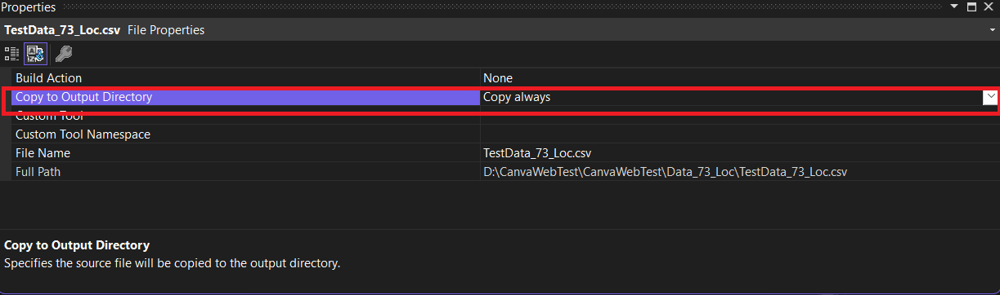 Properties
TestData_73_Loc.csv File Properties
Build Action None
Copy to Output Directory Copy always
Custom Tool
Custom Tool Namespace
File Name TestData_73_Loc.csv
Full Path D:\CanvaWebTest\CanvaWebTest\Data_73_Loc\TestData_73_Loc.csv
Copy to Output Directory
Specifies the source file will be copied to the output directory.